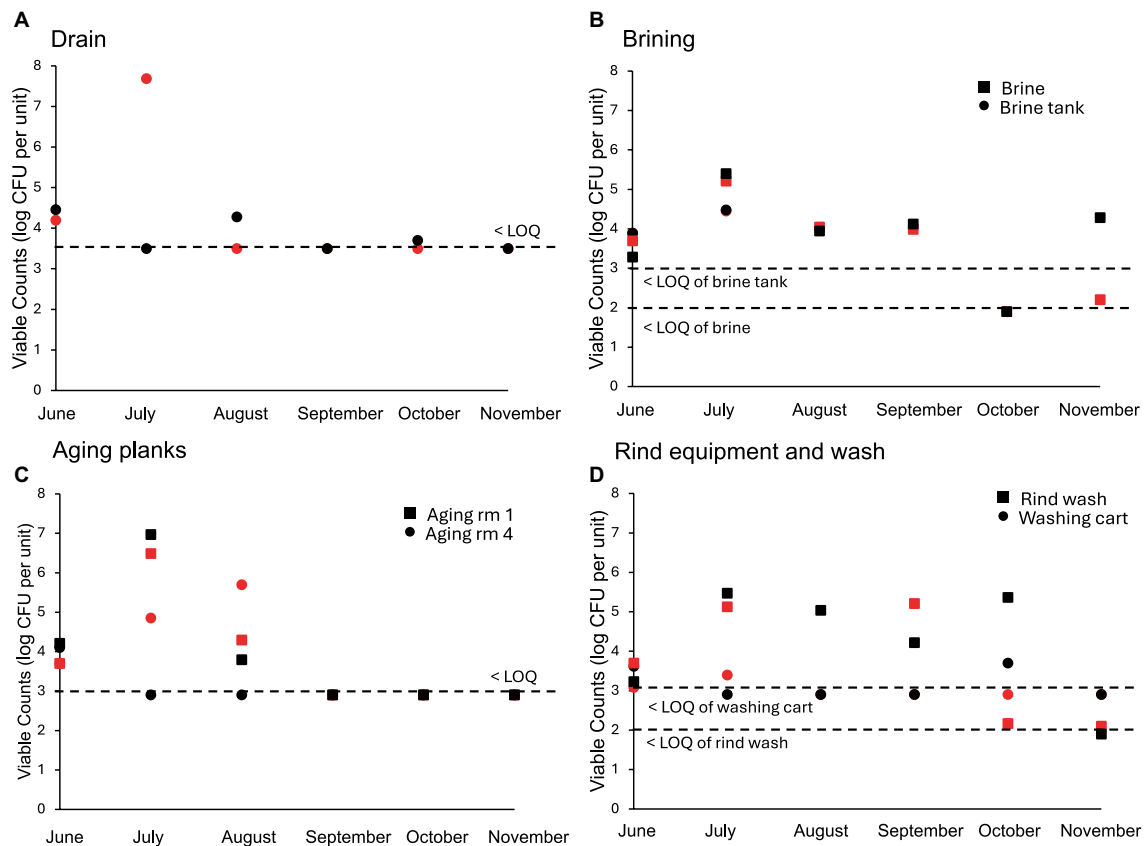 A
Drain
Viable Counts (log CFU per unit)
8
7
6
5
4
3
2
1
0
< LOQ
June
July
August
September
October
November
B
Brining
Viable Counts (log CFU per unit)
8
7
6
5
4
3
2
1
0
Brine
Brine tank
< LOQ of brine tank
< LOQ of brine
June
July
August
September
October
November
C
Aging planks
Viable Counts (log CFU per unit)
8
7
6
5
4
3
2
1
0
Aging rm 1
Aging rm 4
< LOQ
June
July
August
September
October
November
D
Rind equipment and wash
Viable Counts (log CFU per unit)
8
7
6
5
4
3
2
1
0
Rind wash
Washing cart
< LOQ of washing cart
< LOQ of rind wash
June
July
August
September
October
November